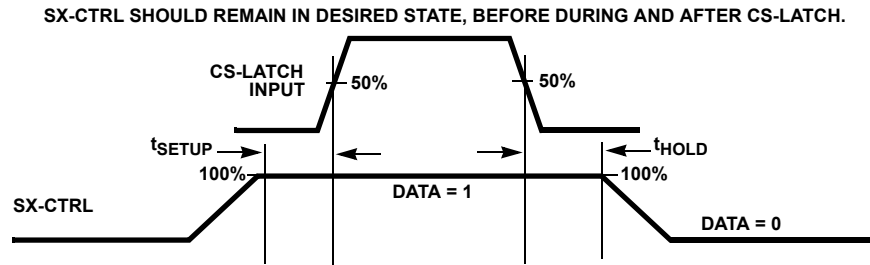 SX-CTRL SHOULD REMAIN IN DESIRED STATE, BEFORE DURING AND AFTER CS-LATCH.
CS-LATCH
INPUT
50%
50%
tSETUP
tHOLD
100%
100%
SX-CTRL
DATA = 1
DATA = 0